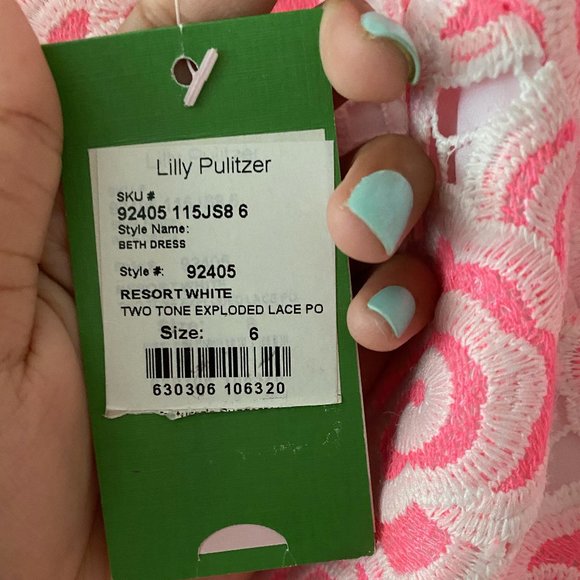 Lilly Pulitzer
SKU #
92405 115JS8 6
Style Name:
BETH DRESS
Style #: 92405
RESORT WHITE
TWO TONE EXPLODED LACE PO
Size: 6
630306 106320